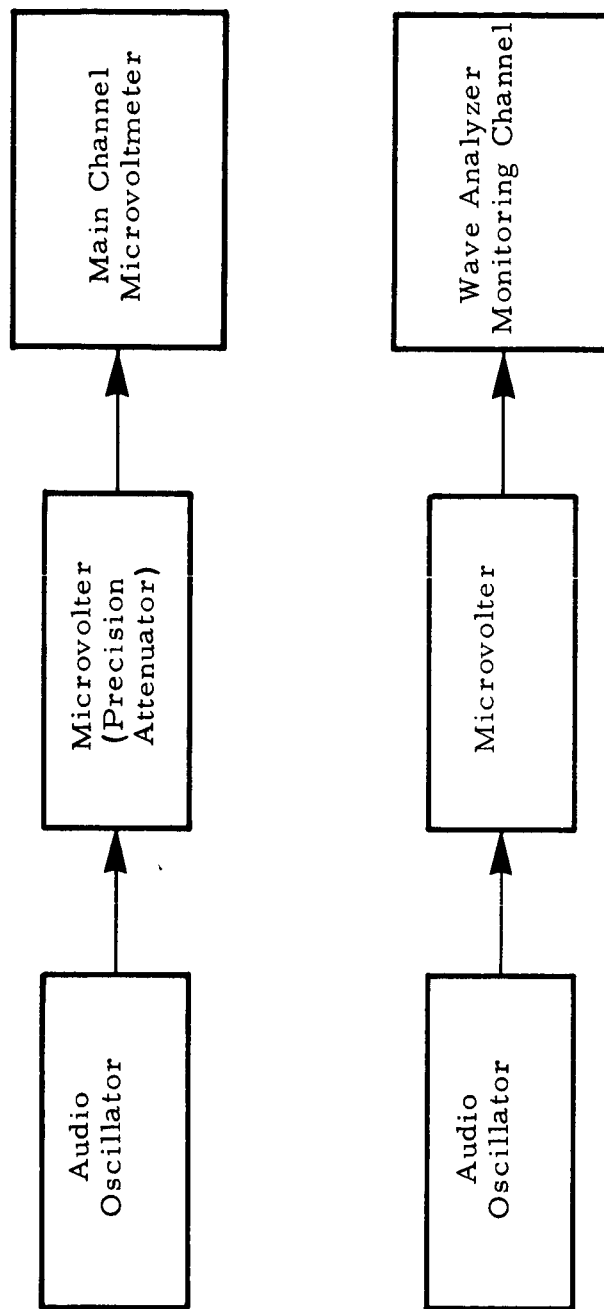 Audio
Oscillator
Microvolter
(Precision
Attenuator)
Main Channel
Microvoltmeter
Audio
Oscillator
Microvolter
Wave Analyzer
Monitoring Channel